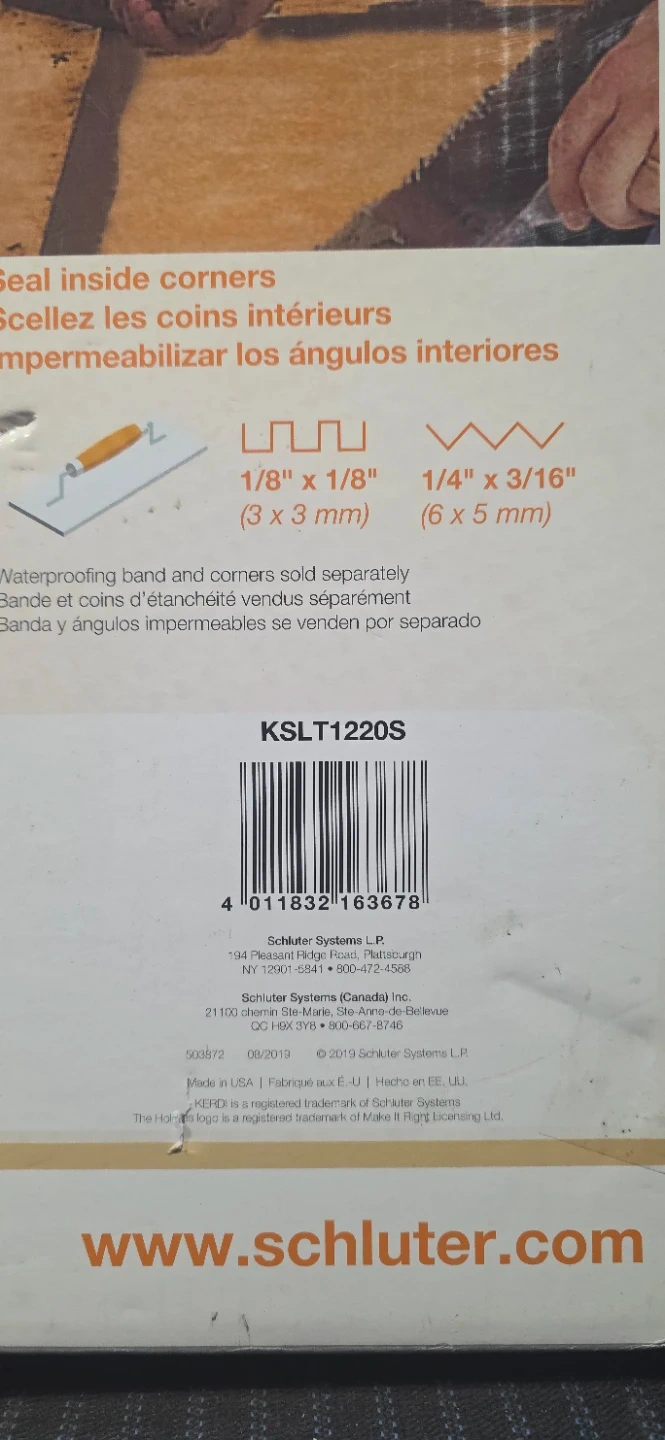 Seal inside corners
Scellez les coins intérieurs
mpermeabilizar los ángulos interiores
1/8" x 1/8"
(3 x 3 mm)
1/4" x 3/16"
(6 x 5 mm)
Waterproofing band and corners sold separately
Bande et coins d'étanchéité vendus séparément
Banda y ángulos impermeables se venden por separado
KSLT1220S
4 011832 163678
Schluter Systems L.P.
194 Pleasant Ridge Road, Plattsburgh
NY 12901-5841 • 800-472-4588
Schluter Systems (Canada) Inc.
21100 chemin Ste-Marie, Ste-Anne-de-Bellevue
QC H9X 3Y8 • 800-667-8746
503872 08/2019 © 2019 Schluter Systems L.P.
Made in USA | Fabriqué aux É.-U | Hecho en EE. UU.
KERDI is a registered trademark of Schluter Systems
The Holmes logo is a registered trademark of Make It Right Licensing Ltd.
www.schluter.com